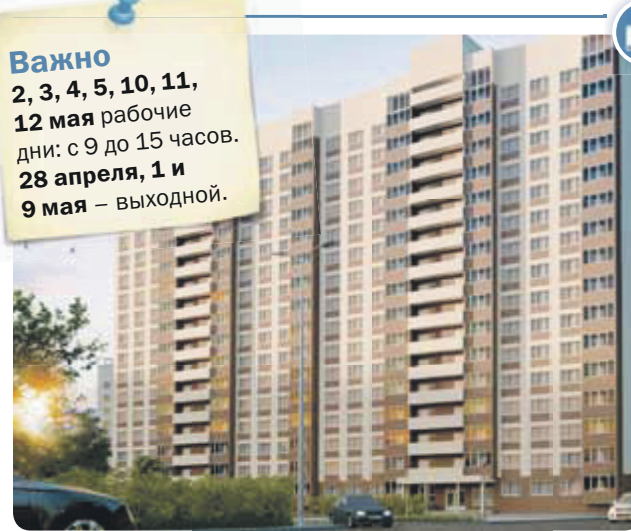 Важно
2, 3, 4, 5, 10, 11,
12 мая рабочие
дни: с 9 до 15 часов.
28 апреля, 1 и
9 мая – выходной.